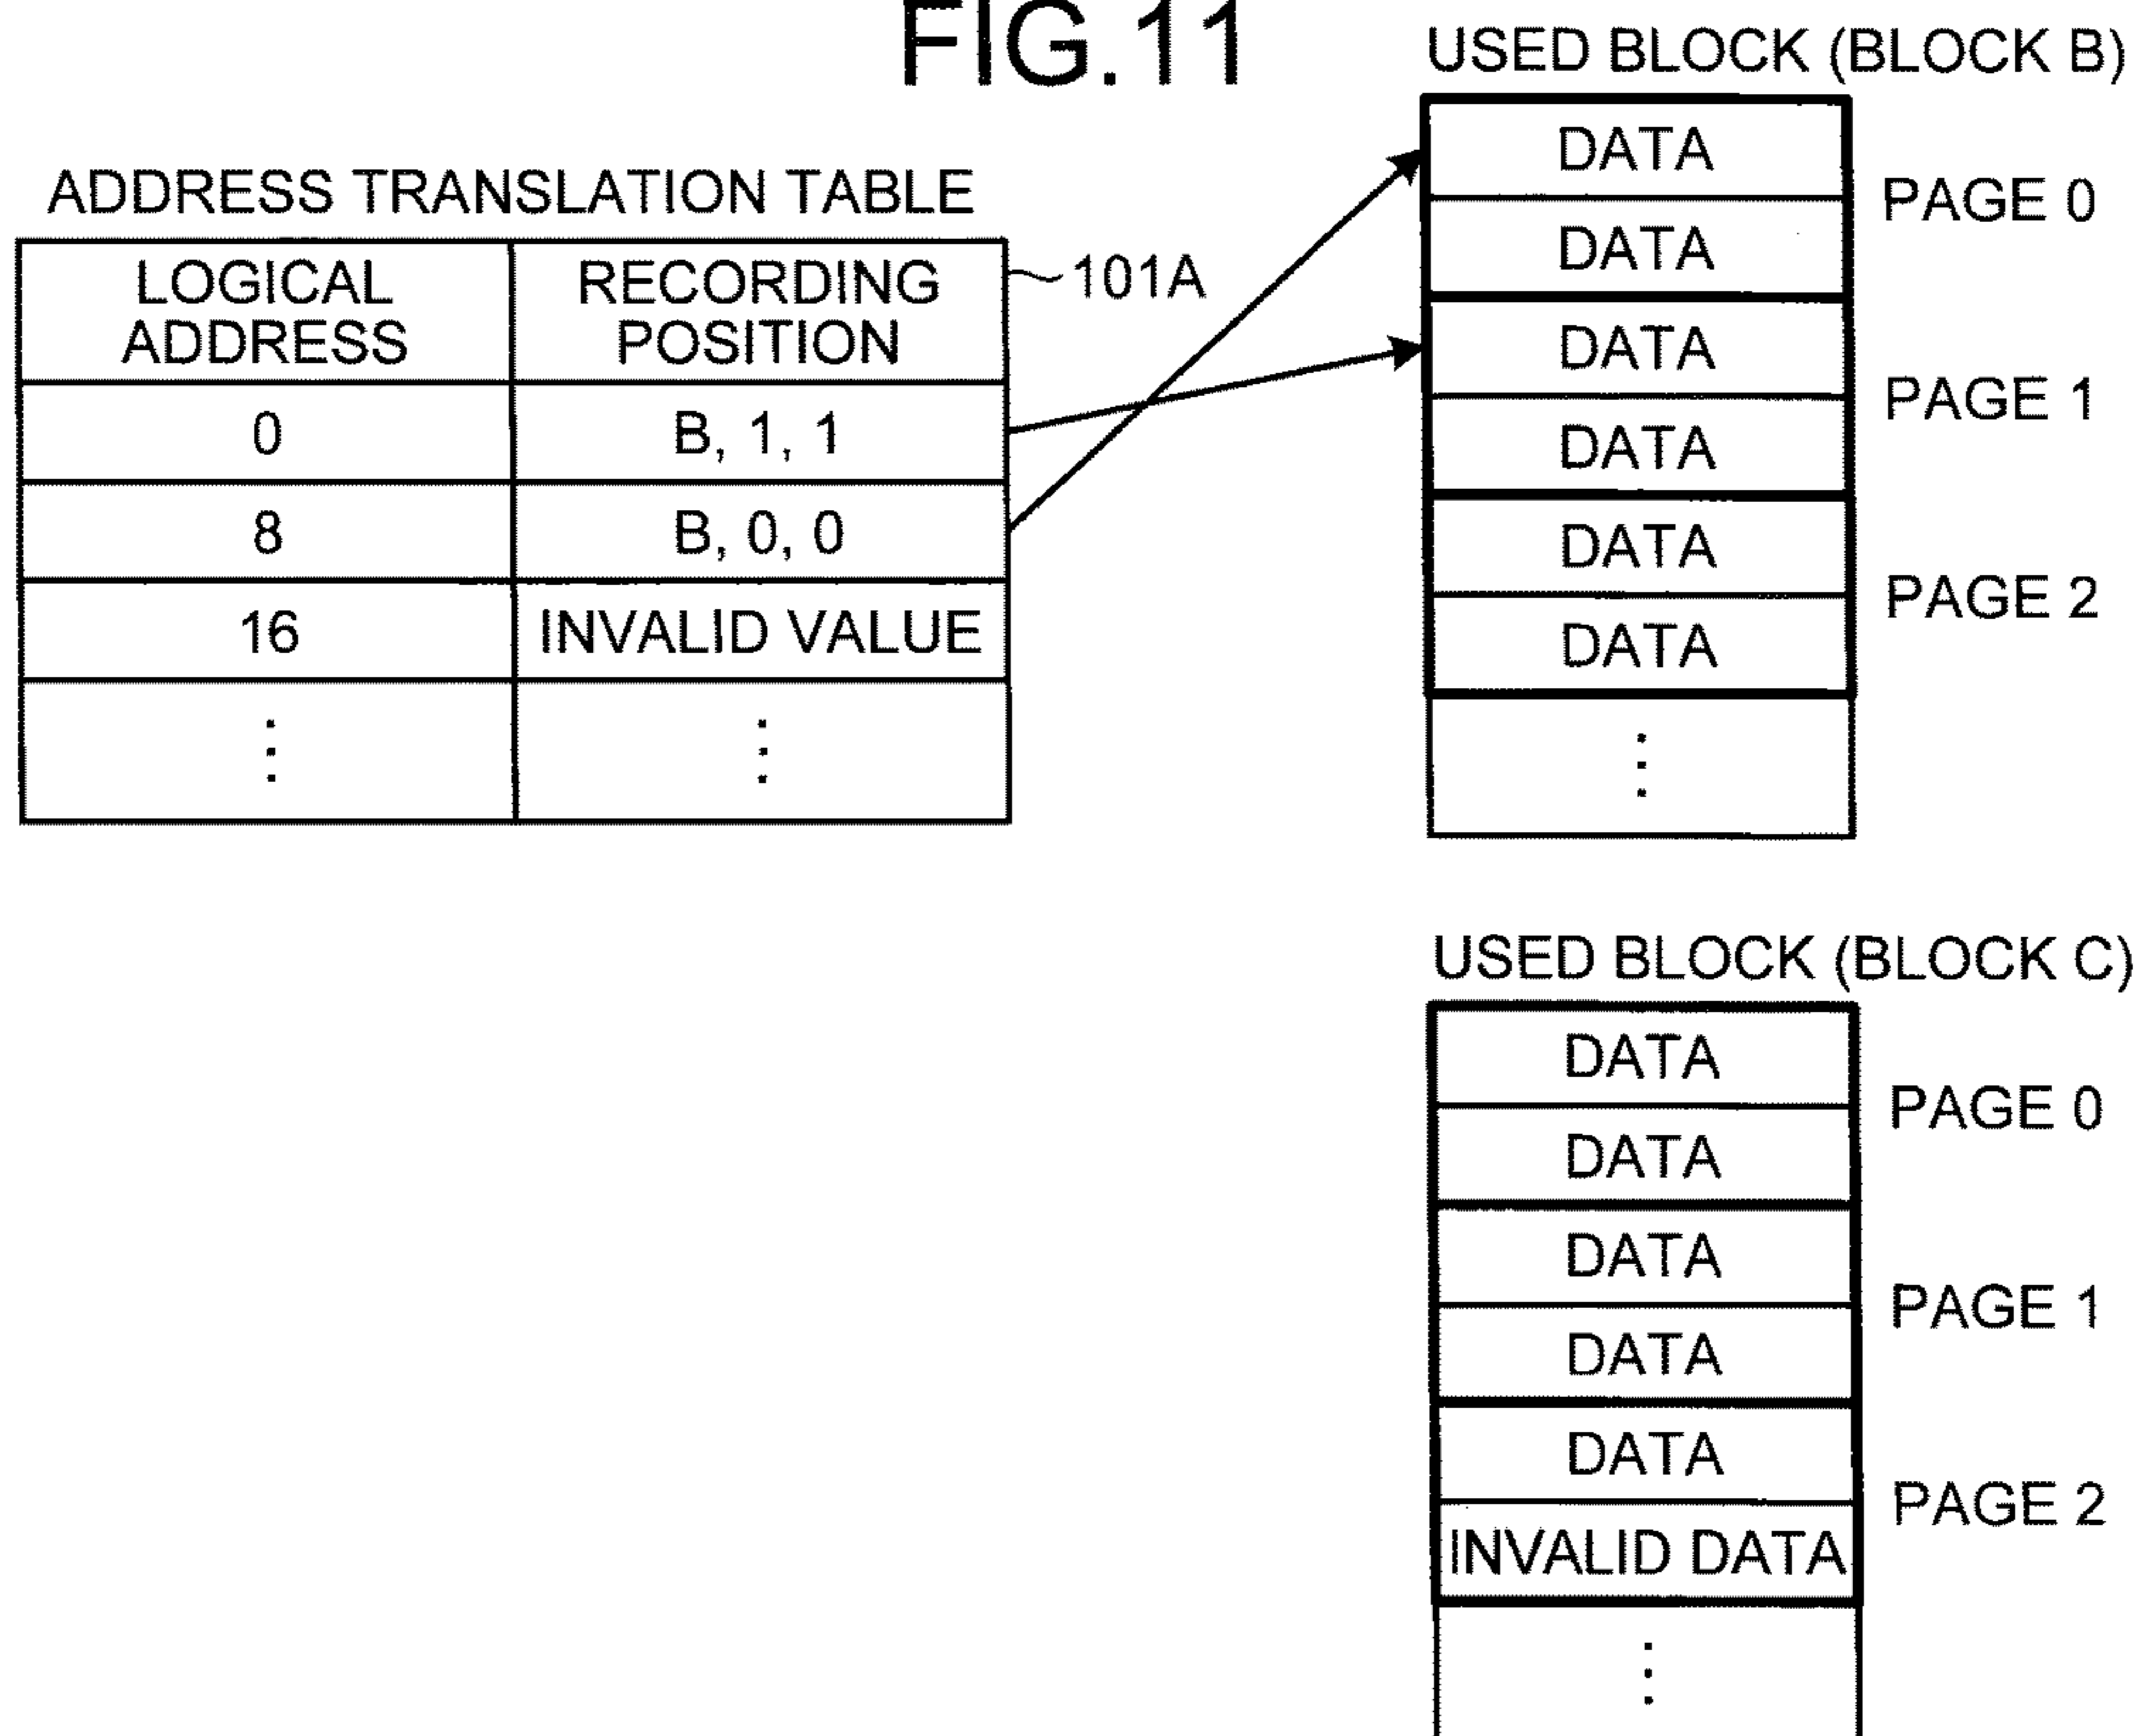 FIG.11
ADDRESS TRANSLATION TABLE
LOGICAL ADDRESS RECORDING POSITION
101A
0 B, 1, 1
8 B, 0, 0
16 INVALID VALUE
⋮ ⋮
USED BLOCK (BLOCK B)
DATA
PAGE 0
DATA
DATA
PAGE 1
DATA
DATA
PAGE 2
DATA
⋮
USED BLOCK (BLOCK C)
DATA
PAGE 0
DATA
DATA
PAGE 1
DATA
DATA
PAGE 2
INVALID DATA
⋮